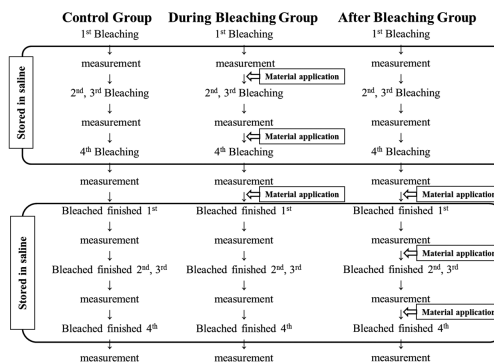 Control Group During Bleaching Group After Bleaching Group
1st Bleaching 1st Bleaching 1st Bleaching
measurement measurement measurement
Material application
2nd, 3rd Bleaching 2nd, 3rd Bleaching 2nd, 3rd Bleaching
Stored in saline
measurement measurement measurement
Material application
4th Bleaching 4th Bleaching 4th Bleaching
measurement measurement measurement
Material application Material application
Bleached finished 1st Bleached finished 1st Bleached finished 1st
measurement measurement measurement
Material application
Stored in saline
Bleached finished 2nd, 3rd Bleached finished 2nd, 3rd Bleached finished 2nd, 3rd
measurement measurement measurement
Material application
Bleached finished 4th Bleached finished 4th Bleached finished 4th
measurement measurement measurement